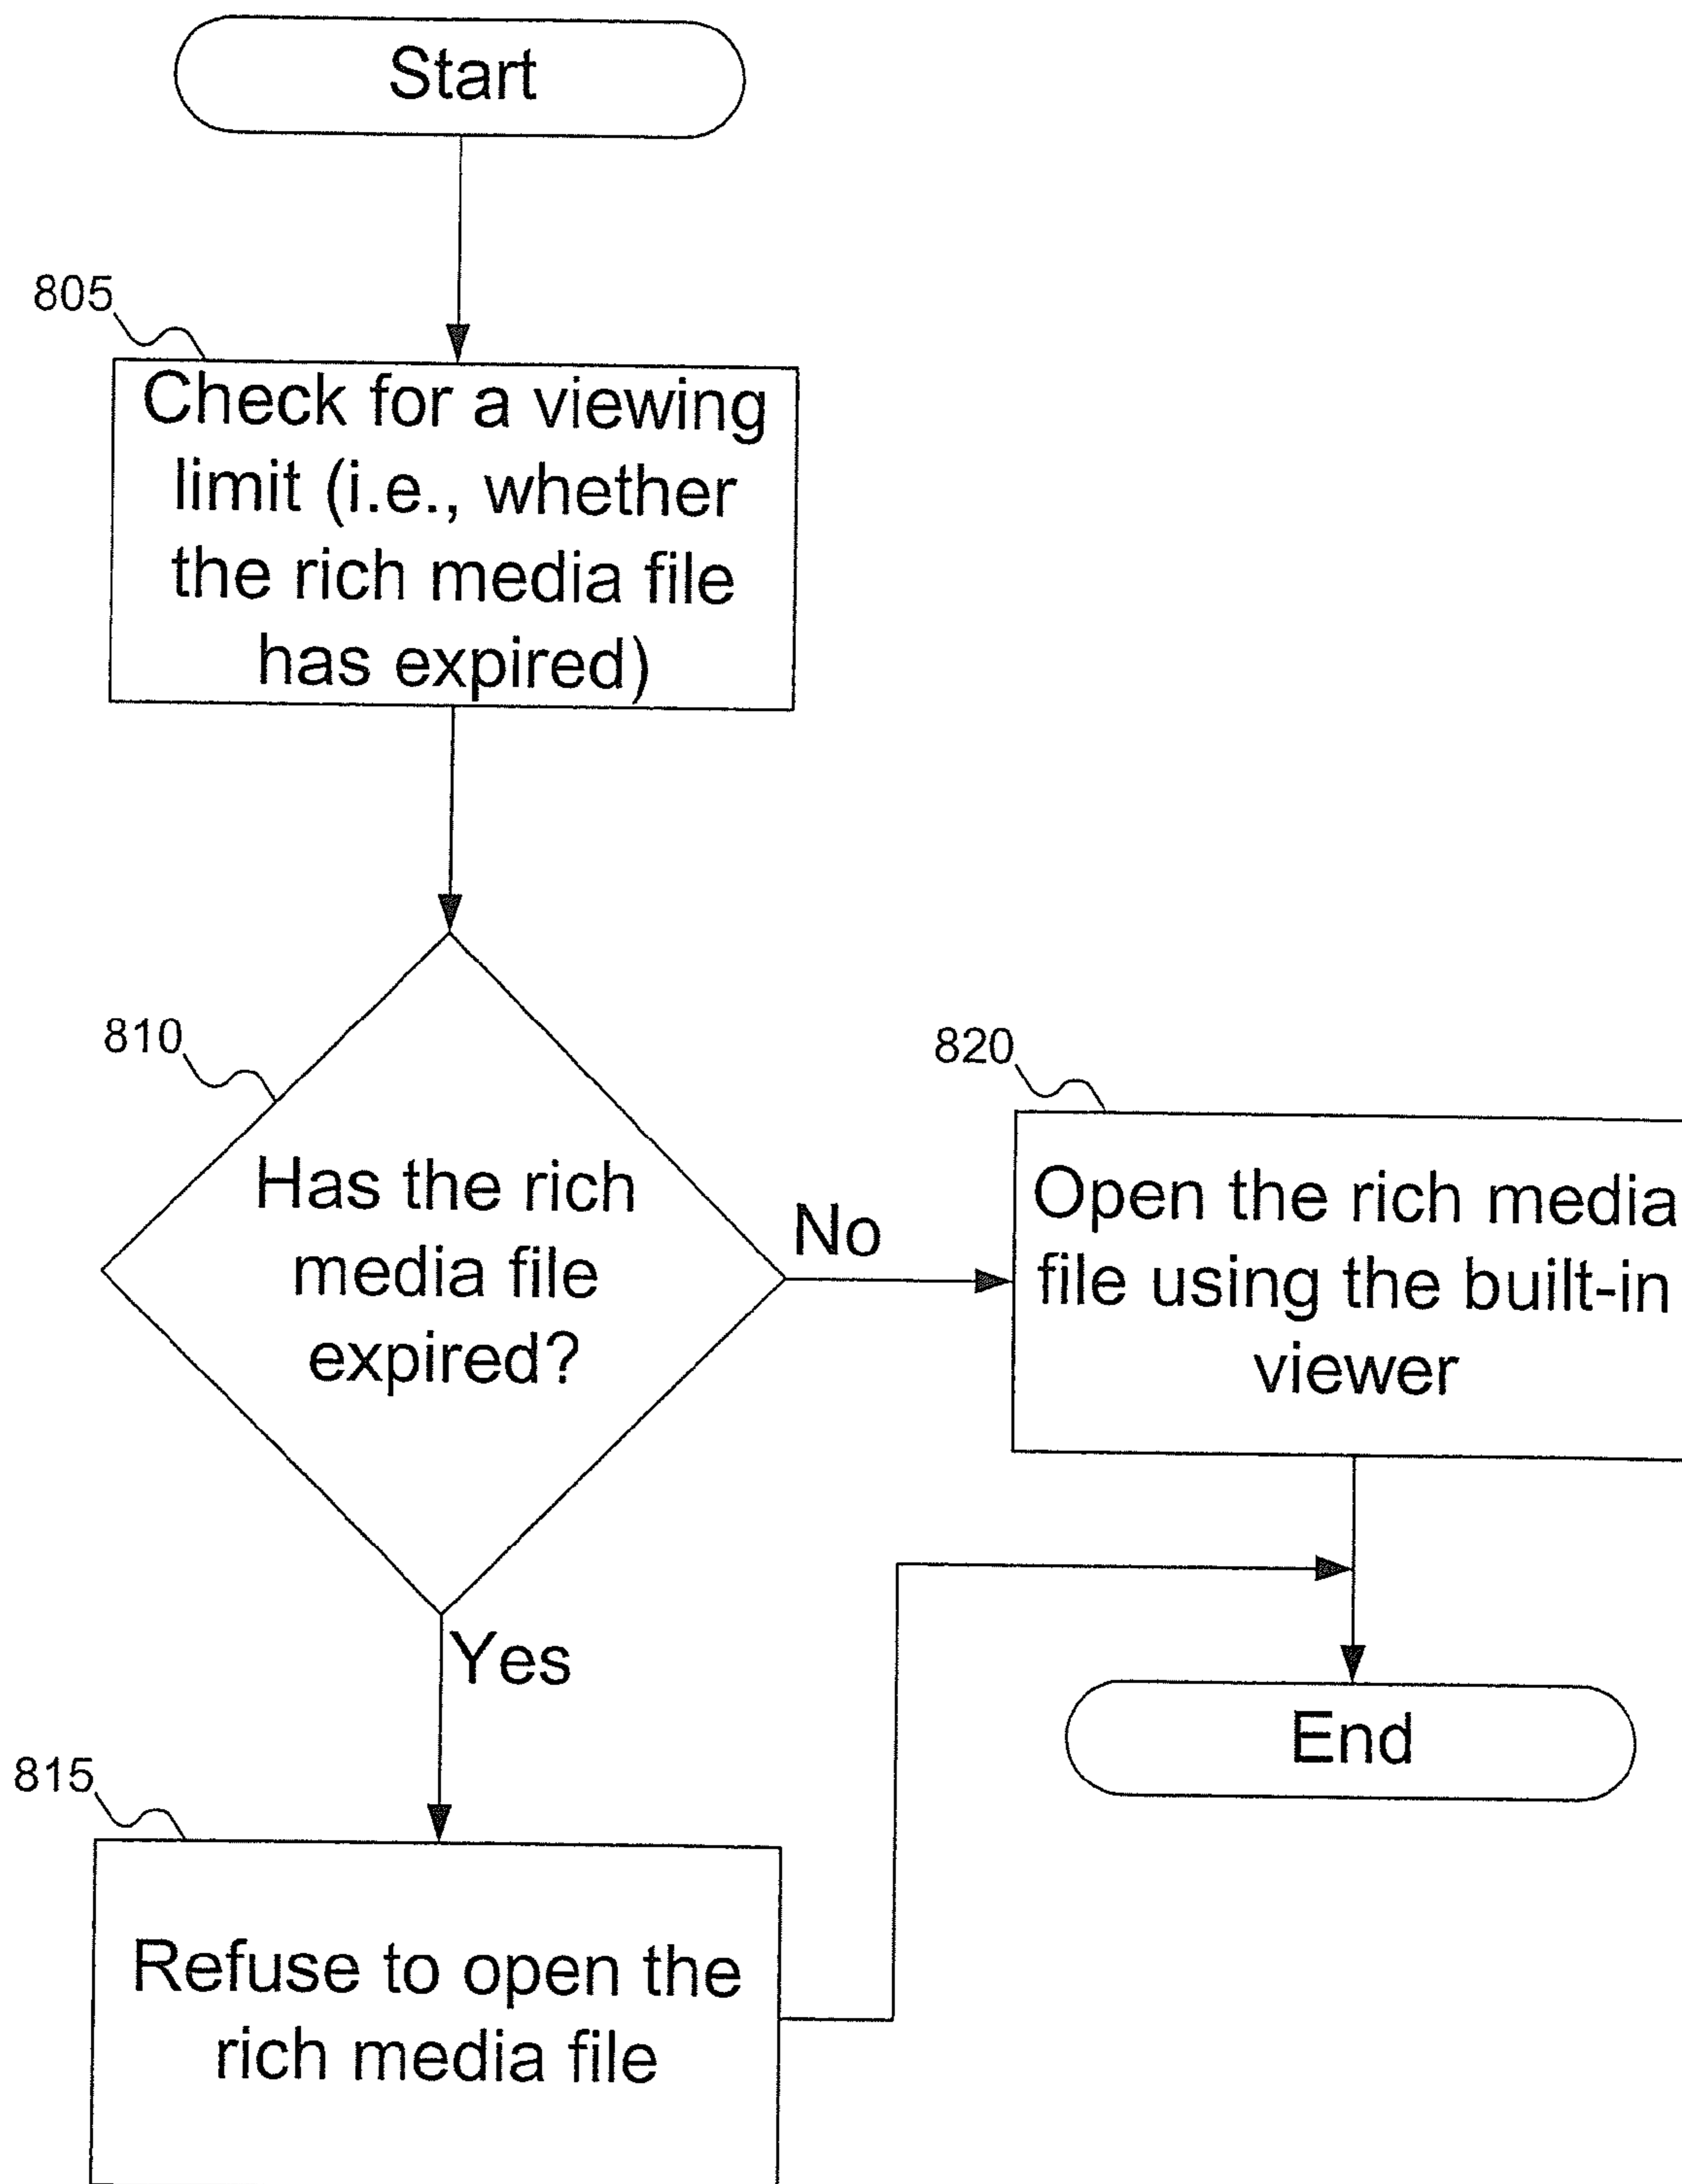 Start
805
Check for a viewing
limit (i.e., whether
the rich media file
has expired)
810
Has the rich
media file
expired?
No
820
Open the rich media
file using the built-in
viewer
Yes
End
815
Refuse to open the
rich media file